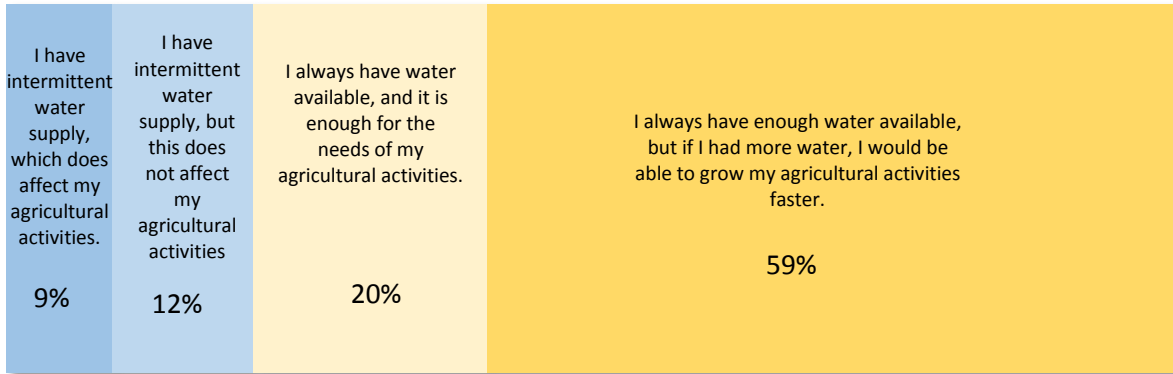 I have
intermittent
water
supply,
which does
affect my
agricultural
activities.
9%
I have
intermittent
water
supply, but
this does
not affect
my
agricultural
activities
12%
I always have water
available, and it is
enough for the
needs of my
agricultural activities.
20%
I always have enough water available,
but if I had more water, I would be
able to grow my agricultural activities
faster.
59%